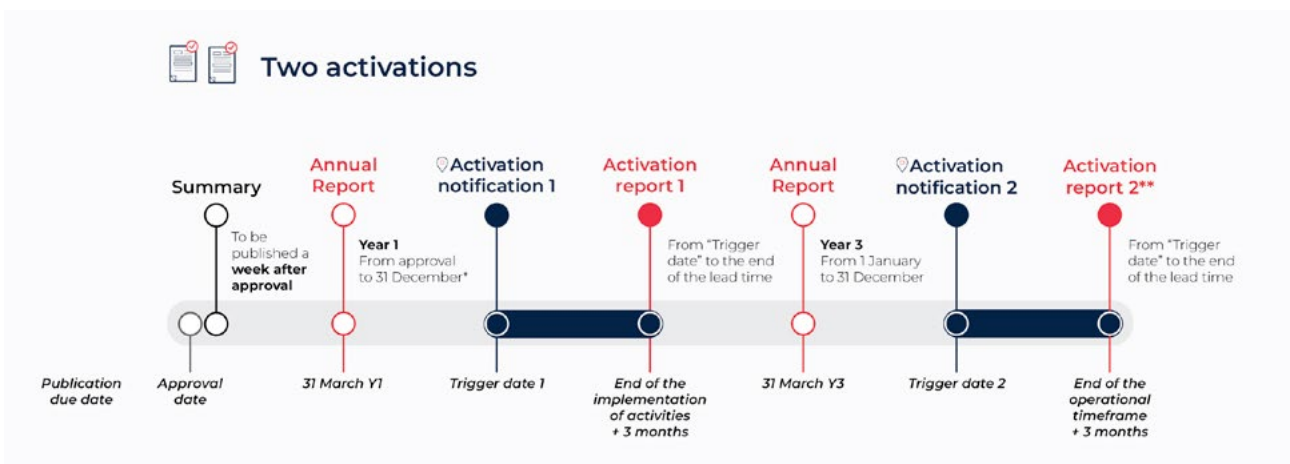 Two activations
Summary
To be
published a
week after
approval
Annual
Report
Year 1
From approval
to 31 December*
Activation
notification 1
Activation
report 1
From “Trigger
date” to the end
of the lead time
Annual
Report
Year 3
From 1 January
to 31 December
Activation
notification 2
Activation
report 2**
From “Trigger
date” to the end
of the lead time
Publication
due date
Approval
date
31 March Y1
Trigger date 1
End of the
implementation
of activities
+ 3 months
31 March Y3
Trigger date 2
End of the
operational
timeframe
+ 3 months